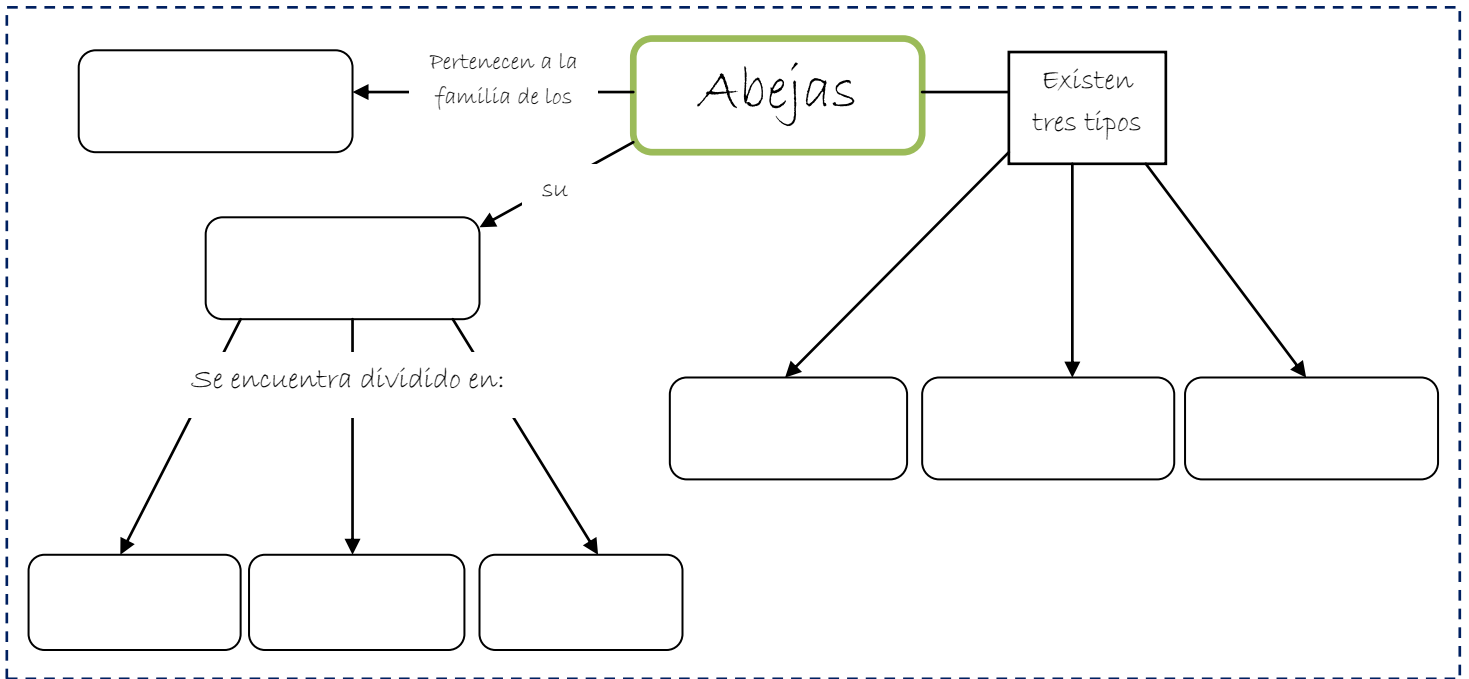 Pertenecen a la
familia de los
Abejas
Existen
tres tipos
su
Se encuentra dividido en: